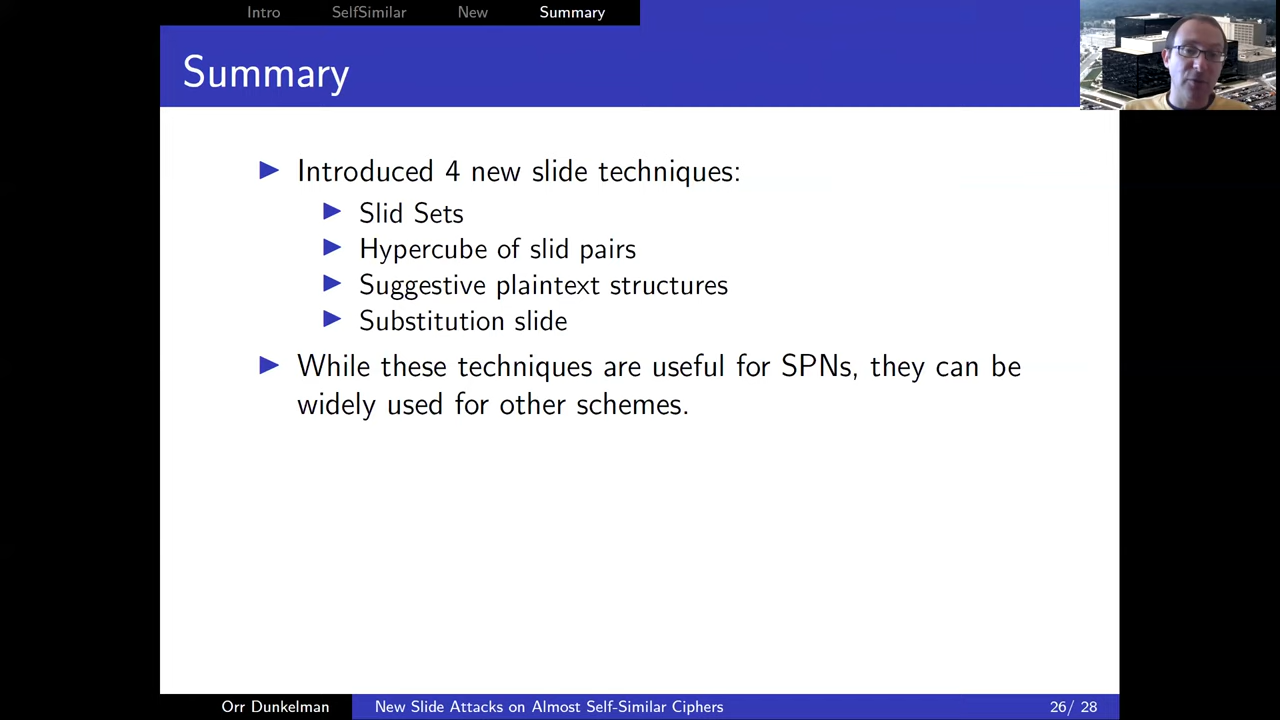 Intro SelfSimilar New Summary
Summary
Introduced 4 new slide techniques:
Slid Sets
Hypercube of slid pairs
Suggestive plaintext structures
Substitution slide
While these techniques are useful for SPNs, they can be
widely used for other schemes.
Orr Dunkelman New Slide Attacks on Almost Self-Similar Ciphers 26/ 28